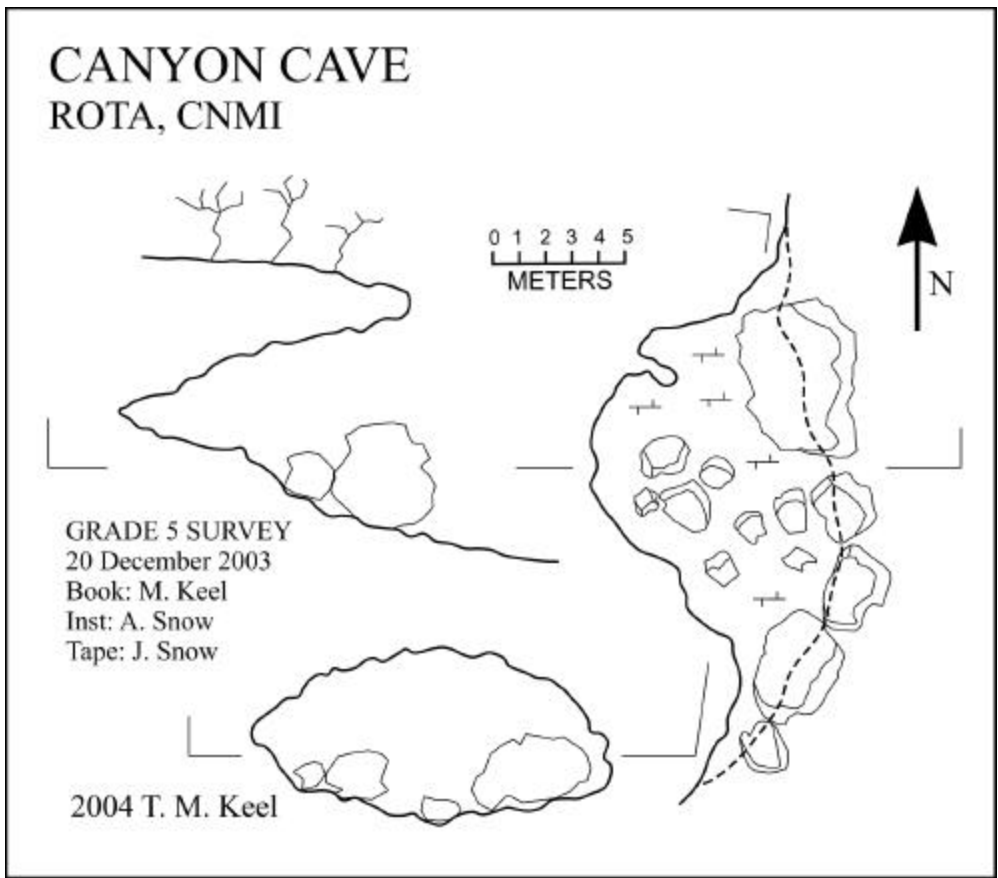 CANYON CAVE
ROTA, CNMI
0 1 2 3 4 5
METERS
N
GRADE 5 SURVEY
20 December 2003
Book: M. Keel
Inst: A. Snow
Tape: J. Snow
2004 T. M. Keel